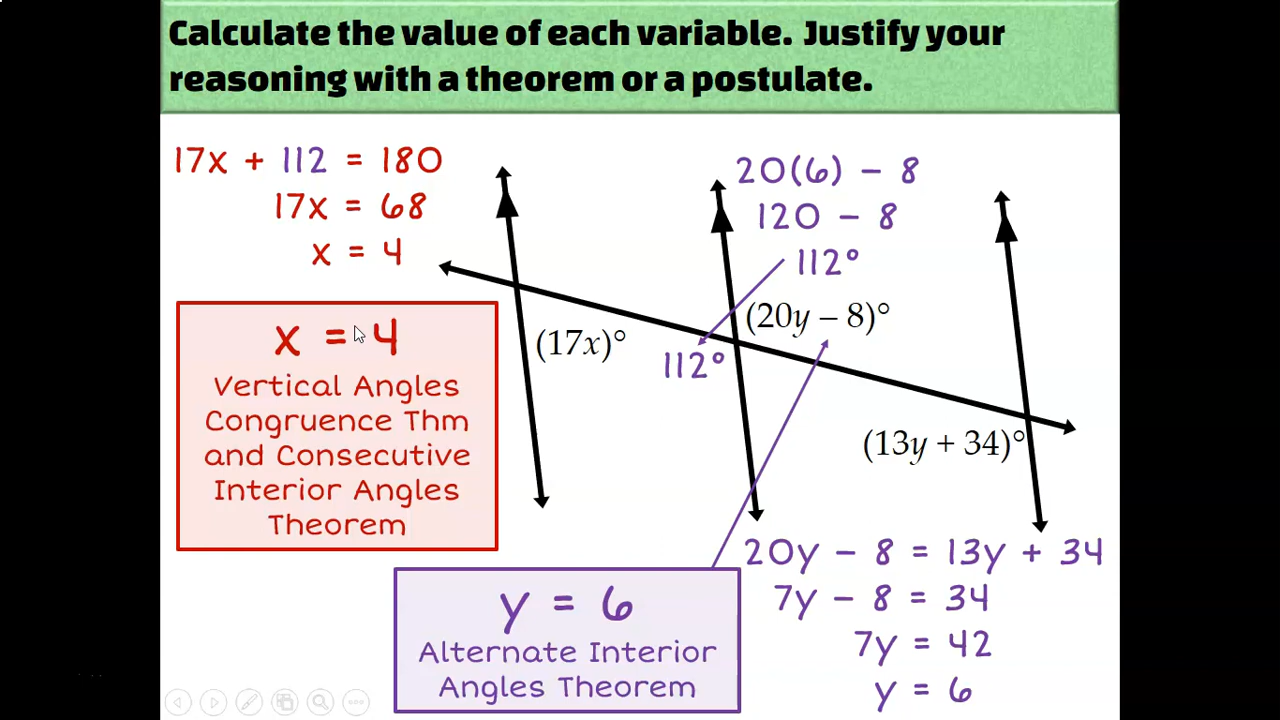 Calculate the value of each variable. Justify your
reasoning with a theorem or a postulate.
17x + 112 = 180
17x = 68
x = 4
20(6) – 8
120 – 8
112°
(20y – 8)°
(17x)°
112°
(13y + 34)°
x = 4
Vertical Angles
Congruence Thm
and Consecutive
Interior Angles
Theorem
20y – 8 = 13y + 34
7y – 8 = 34
7y = 42
y = 6
y = 6
Alternate Interior
Angles Theorem